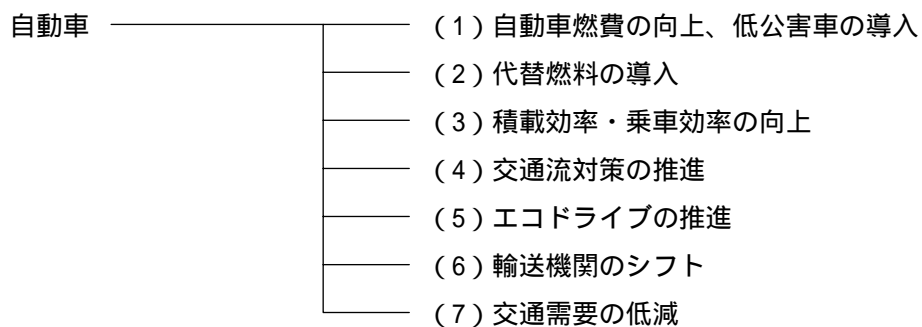 自動車
(1)自動車燃費の向上、低公害車の導入
(2)代替燃料の導入
(3)積載効率・乗車効率の向上
(4)交通流対策の推進
(5)エコドライブの推進
(6)輸送機関のシフト
(7)交通需要の低減